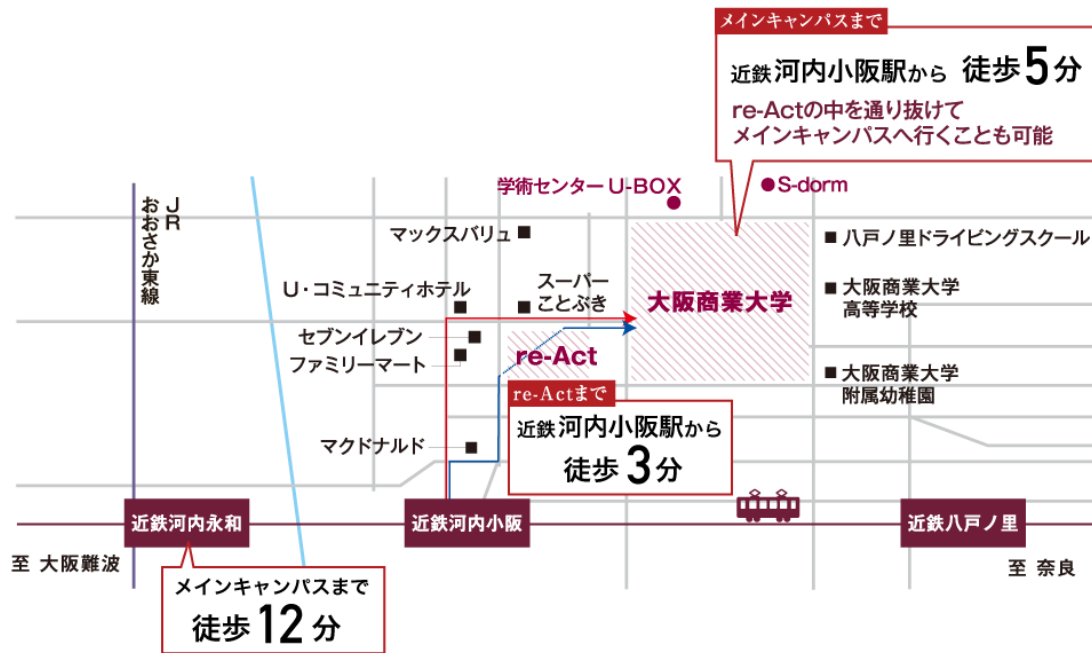 メインキャンパスまで
近鉄河内小阪駅から 徒歩5分
re-Actの中を通り抜けて
メインキャンパスへ行くことも可能
学術センター U-BOX
S-dorm
JR
おおさか東線
マックスバリュ
八戸ノ里ドライビングスクール
U・コミュニティホテル
スーパー
ことぶき
大阪商業大学
大阪商業大学
高等学校
セブンイレブン
ファミリーマート
re-Act
大阪商業大学
附属幼稚園
re-Actまで
近鉄河内小阪駅から
徒歩3分
マクドナルド
近鉄河内永和
近鉄河内小阪
近鉄八戸ノ里
至 大阪難波
至 奈良
メインキャンパスまで
徒歩12分